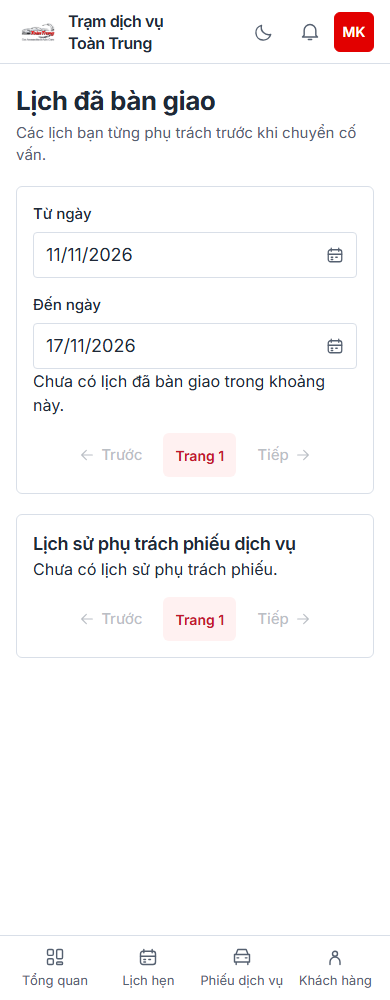 Trạm dịch vụ
Toàn Trung
MK
Lịch đã bàn giao
Các lịch bạn từng phụ trách trước khi chuyển cố
vấn.
Từ ngày
11/11/2026
Đến ngày
17/11/2026
Chưa có lịch đã bàn giao trong khoảng
này.
Trước
Trang 1
Tiếp
Lịch sử phụ trách phiếu dịch vụ
Chưa có lịch sử phụ trách phiếu.
Trước
Trang 1
Tiếp
Tổng quan
Lịch hẹn
Phiếu dịch vụ
Khách hàng